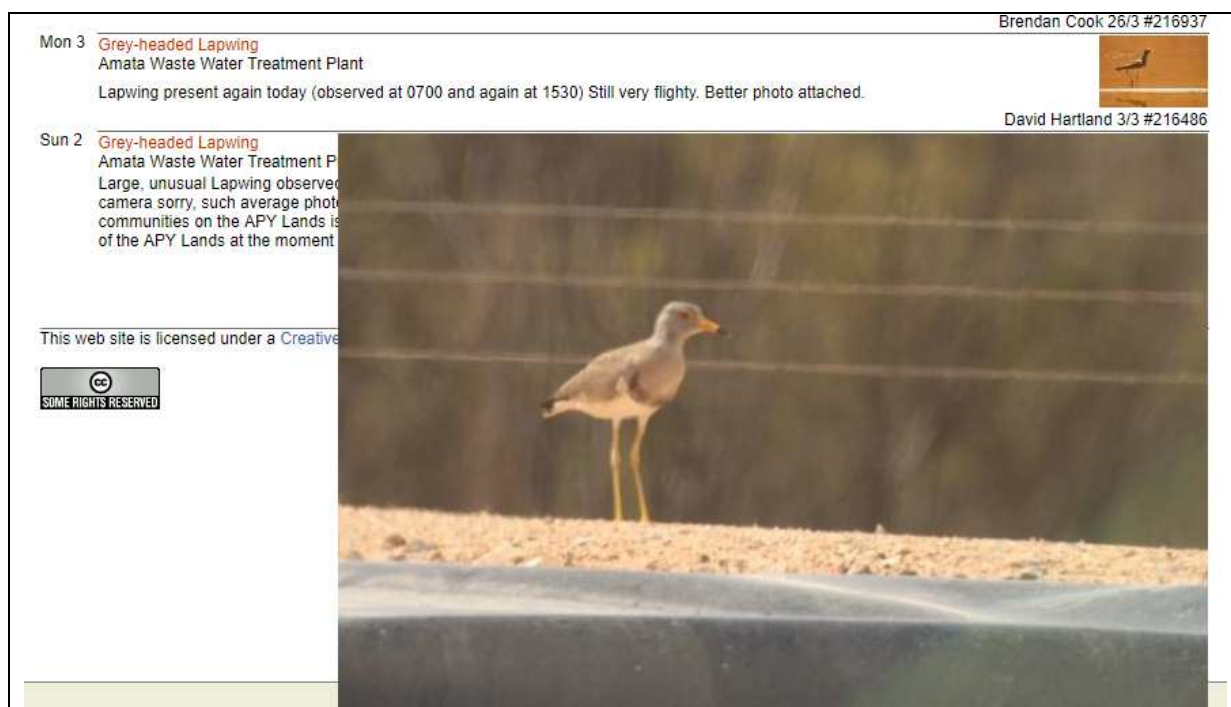 Brendan Cook 26/3 #216937
Mon 3 Grey-headed Lapwing
Amata Waste Water Treatment Plant
Lapwing present again today (observed at 0700 and again at 1530) Still very flighty. Better photo attached.
David Hartland 3/3 #216486
Sun 2 Grey-headed Lapwing
Amata Waste Water Treatment P
Large, unusual Lapwing observed
camera sorry, such average phot
communities on the APY Lands is
of the APY Lands at the moment
This web site is licensed under a Creative
cc
SOME RIGHTS RESERVED